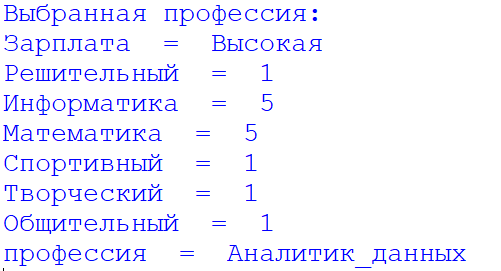 Выбранная профессия:
Зарплата = Высокая
Решительный = 1
Информатика = 5
Математика = 5
Спортивный = 1
Творческий = 1
Общительный = 1
профессия = Аналитик_данных